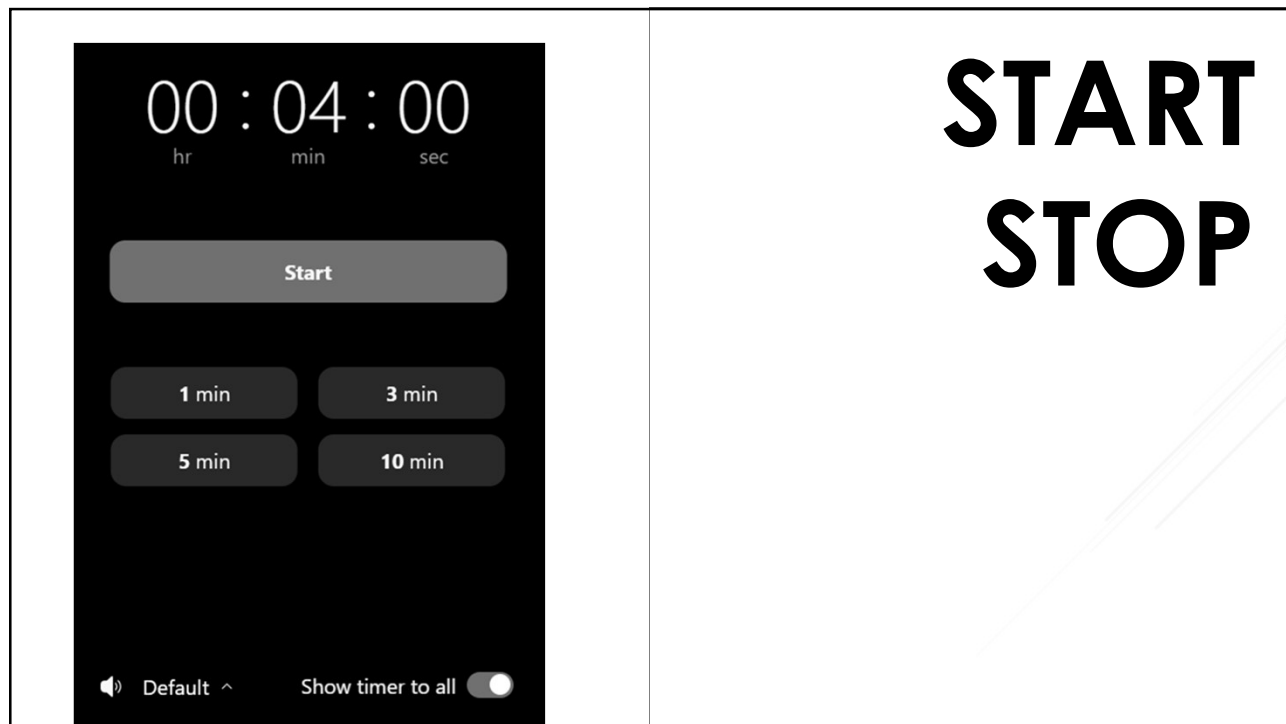 00 : 04 : 00
hr min sec
Start
1 min 3 min
5 min 10 min
Default Show timer to all
START
STOP